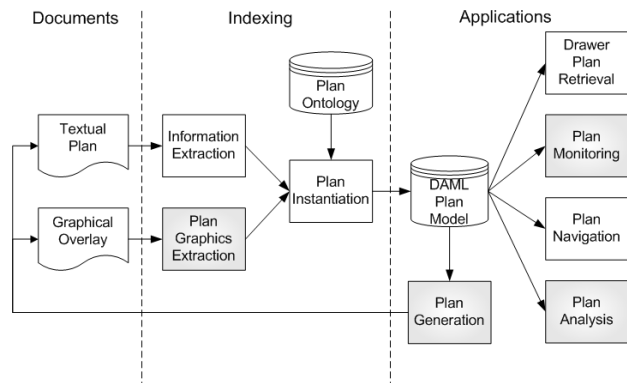 Documents
Indexing
Applications
Plan
Ontology
Drawer
Plan
Retrieval
Textual
Plan
Information
Extraction
Plan
Monitoring
Plan
Instantiation
DAML
Plan
Model
Graphical
Overlay
Plan
Graphics
Extraction
Plan
Navigation
Plan
Generation
Plan
Analysis